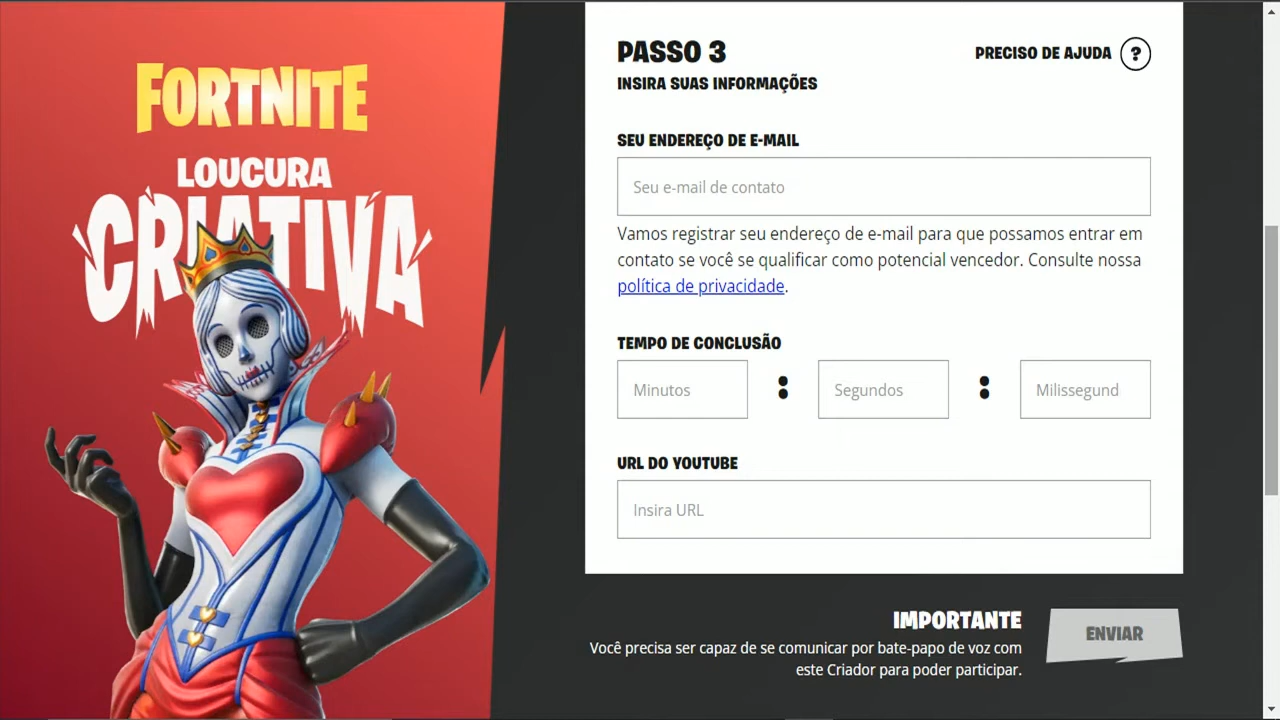 FORTNITE
LOUCURA
CRIATIVA
PASSO 3
PRECISO DE AJUDA ?
INSIRA SUAS INFORMAÇÕES
SEU ENDEREÇO DE E-MAIL
Seu e-mail de contato
Vamos registrar seu endereço de e-mail para que possamos entrar em
contato se você se qualificar como potencial vencedor. Consulte nossa
política de privacidade.
TEMPO DE CONCLUSÃO
Minutos : Segundos : Milissegund
URL DO YOUTUBE
Insira URL
IMPORTANTE
Você precisa ser capaz de se comunicar por bate-papo de voz com
este Criador para poder participar.
ENVIAR